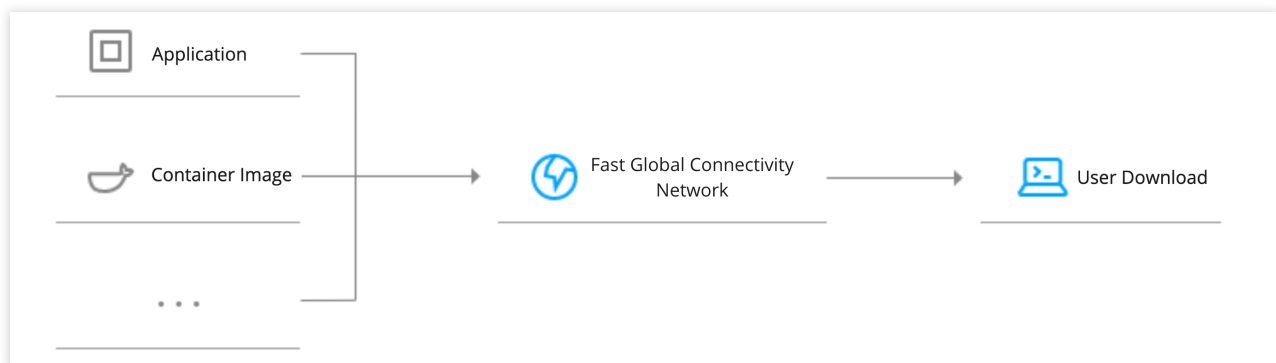 Application
Container Image
...
Fast Global Connectivity
Network
User Download